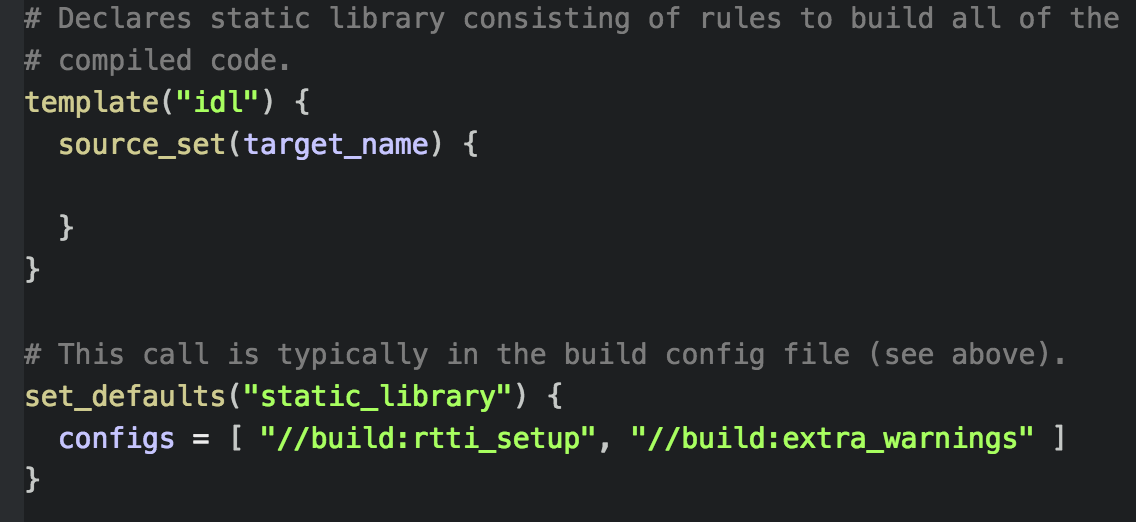 # Declares static library consisting of rules to build all of the
# compiled code.
template("idl") {
  source_set(target_name) {

  }
}

# This call is typically in the build config file (see above).
set_defaults("static_library") {
  configs = [ "//build:rtti_setup", "//build:extra_warnings" ]
}